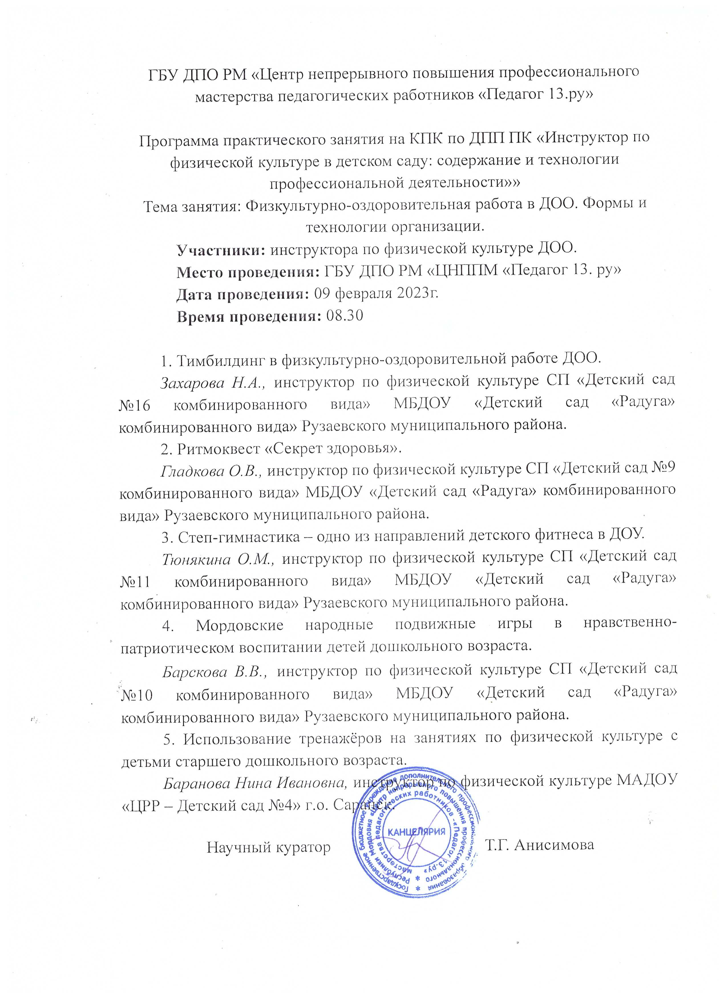 ГБУ ДПО РМ «Центр непрерывного повышения профессионального
мастерства педагогических работников «Педагог 13.ру»
Программа практического занятия на КПК по ДПП ПК «Инструктор по
физической культуре в детском саду: содержание и технологии
профессиональной деятельности»»
Тема занятия: Физкультурно-оздоровительная работа в ДОО. Формы и
технологии организации.
Участники: инструктора по физической культуре ДОО.
Место проведения: ГБУ ДПО РМ «ЦНППМ «Педагог 13. ру»
Дата проведения: 09 февраля 2023г.
Время проведения: 08.30
1. Тимбилдинг в физкультурно-оздоровительной работе ДОО.
Захарова Н.А., инструктор по физической культуре СП «Детский сад
№16 комбинированного вида» МБДОУ «Детский сад «Радуга»
комбинированного вида» Рузаевского муниципального района.
2. Ритмоквест «Секрет здоровья».
Гладкова О.В., инструктор по физической культуре СП «Детский сад №9
комбинированного вида» МБДОУ «Детский сад «Радуга» комбинированного
вида» Рузаевского муниципального района.
3. Степ-гимнастика – одно из направлений детского фитнеса в ДОУ.
Тюнякина О.М., инструктор по физической культуре СП «Детский сад
№11 комбинированного вида» МБДОУ «Детский сад «Радуга»
комбинированного вида» Рузаевского муниципального района.
4. Мордовские народные подвижные игры в нравственно-
патриотическом воспитании детей дошкольного возраста.
Барскова В.В., инструктор по физической культуре СП «Детский сад
№10 комбинированного вида» МБДОУ «Детский сад «Радуга»
комбинированного вида» Рузаевского муниципального района.
5. Использование тренажёров на занятиях по физической культуре с
детьми старшего дошкольного возраста.
Баранова Нина Ивановна, инструктор по физической культуре МАДОУ
«ЦРР – Детский сад №4» г.о. Саранск.
Научный куратор Т.Г. Анисимова
Государственное бюджетное учреждение дополнительного профессионального образования
Республики Мордовия «Центр непрерывного повышения профессионального
мастерства педагогических работников - «Педагог 13.ру»
КАНЦЕЛЯРИЯ